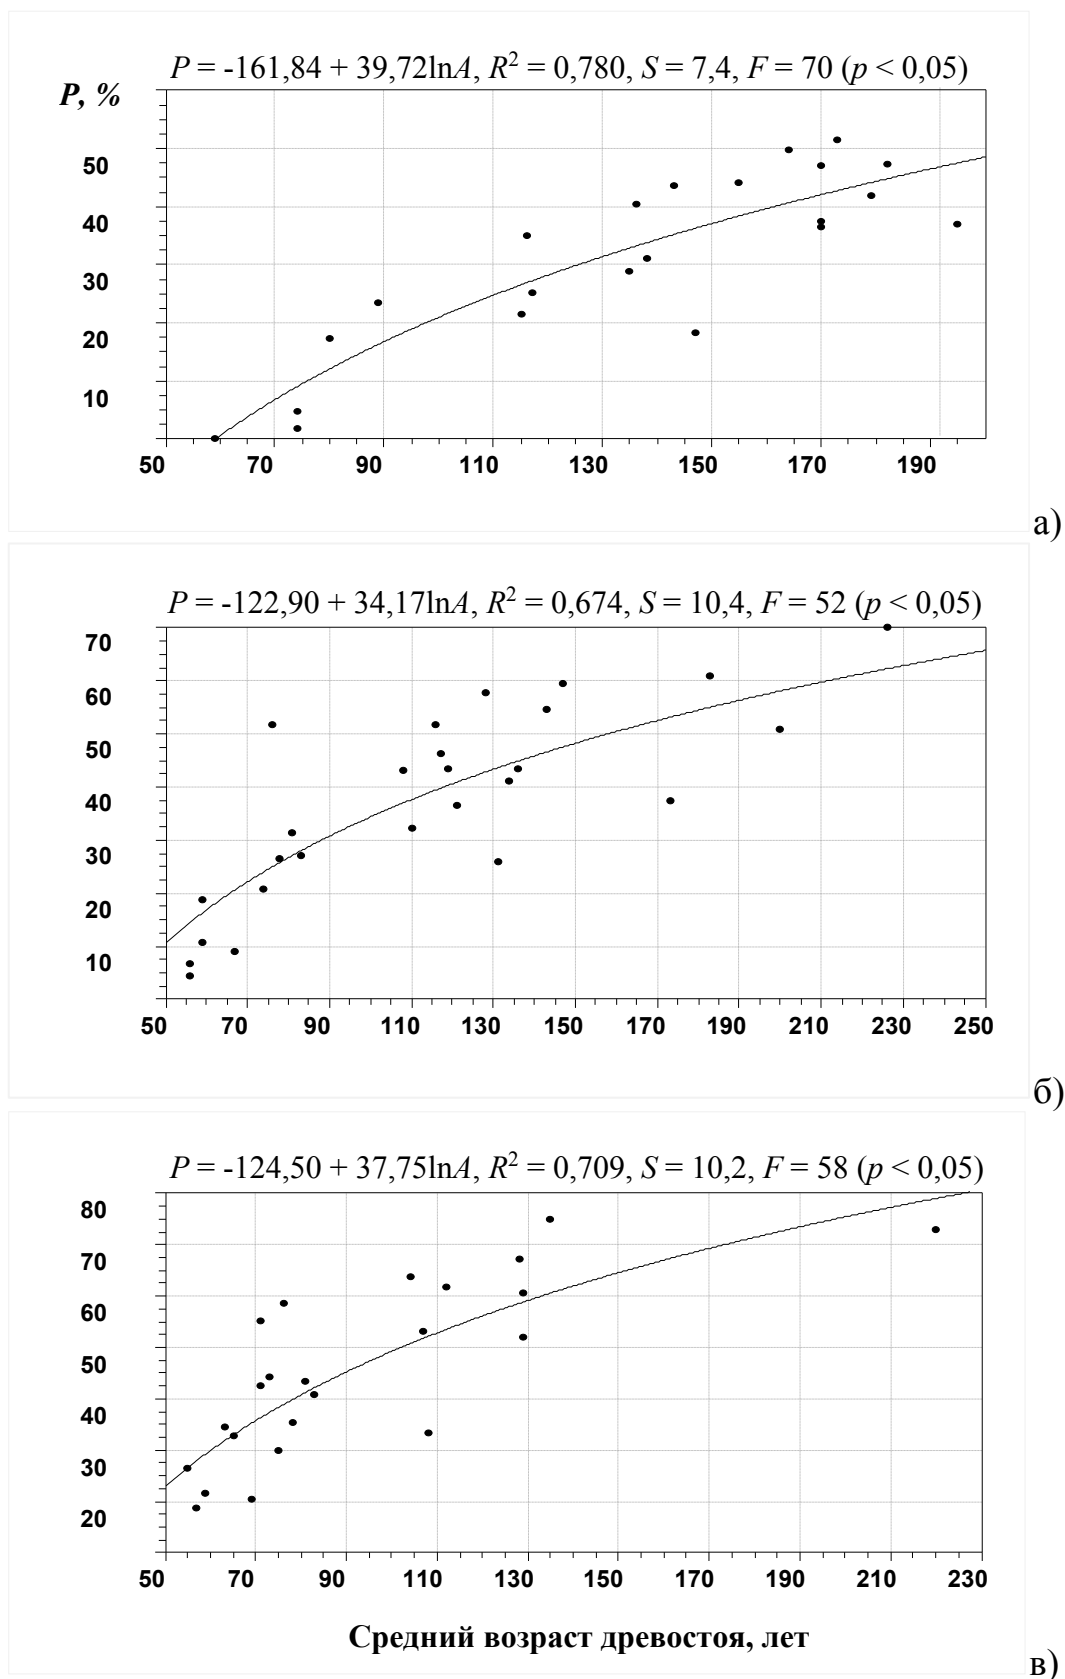 P = -161,84 + 39,72lnA, R² = 0,780, S = 7,4, F = 70 (p < 0,05)
P, %
50
40
30
20
10
50 70 90 110 130 150 170 190
а)
P = -122,90 + 34,17lnA, R² = 0,674, S = 10,4, F = 52 (p < 0,05)
70
60
50
40
30
20
10
50 70 90 110 130 150 170 190 210 230 250
б)
P = -124,50 + 37,75lnA, R² = 0,709, S = 10,2, F = 58 (p < 0,05)
80
70
60
50
40
30
20
50 70 90 110 130 150 170 190 210 230
Средний возраст древостоя, лет
в)